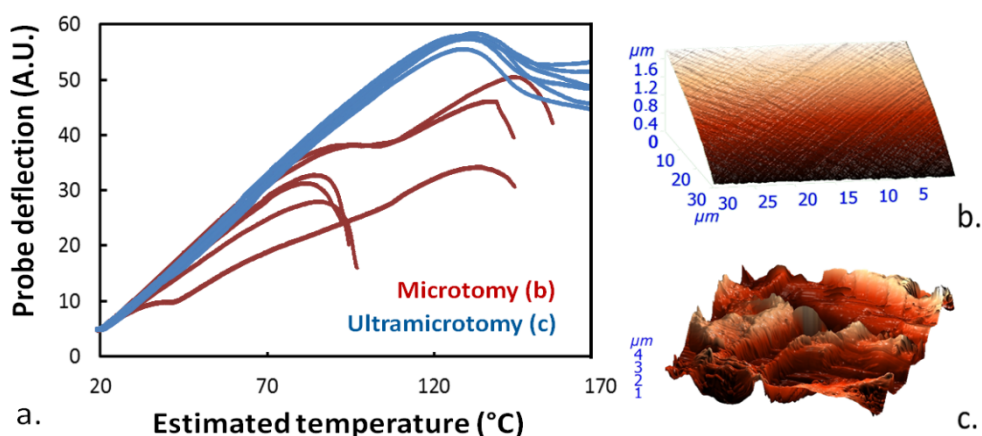 60
50
40
30
20
10
0
Probe deflection (A.U.)
Microtomy (b)
Ultramicrotomy (c)
20 70 120 170
Estimated temperature (°C)
a.
µm
1.6
1.2
0.8
0.4
0
10
20
30
µm
30 25 20 15 10 5
b.
µm
4
3
2
1
c.